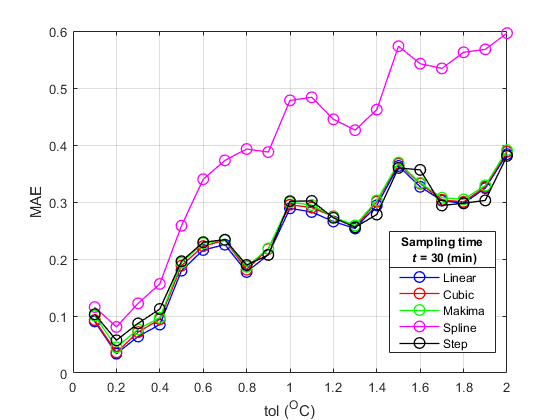 0.6
0.5
0.4
0.3
0.2
0.1
0
MAE
0 0.2 0.4 0.6 0.8 1 1.2 1.4 1.6 1.8 2
tol (°C)
Sampling time
t = 30 (min)
Linear
Cubic
Makima
Spline
Step